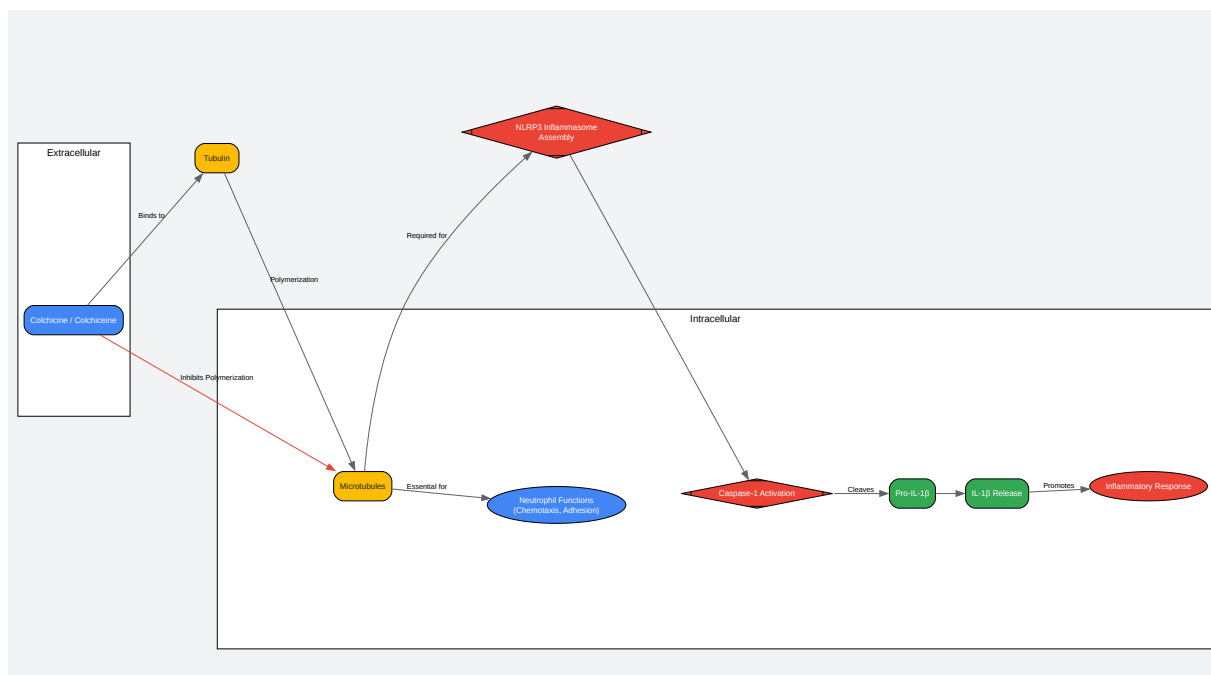 NLRP3 Inflammasome
Assembly
Extracellular
Tubulin
Binds to
Required for
Polymerization
Colchicine / Colchiceine
Intracellular
Inhibits Polymerization
Microtubules
Essential for
Neutrophil Functions
(Chemotaxis, Adhesion)
Caspase-1 Activation
Cleaves
Pro-IL-1β
IL-1β Release
Promotes
Inflammatory Response